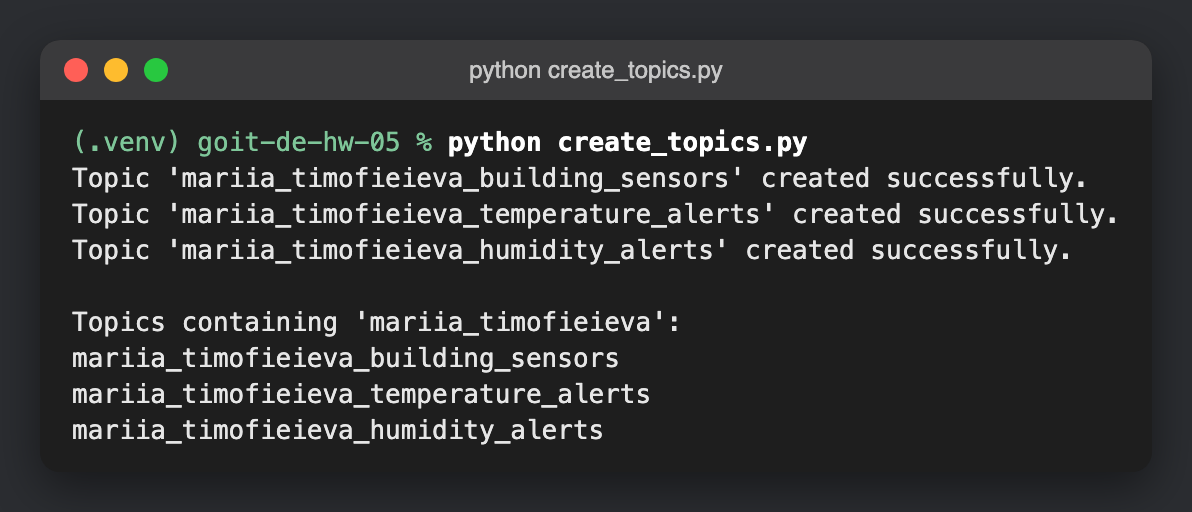 python create_topics.py
(.venv) goit-de-hw-05 % python create_topics.py
Topic 'mariia_timofieieva_building_sensors' created successfully.
Topic 'mariia_timofieieva_temperature_alerts' created successfully.
Topic 'mariia_timofieieva_humidity_alerts' created successfully.
Topics containing 'mariia_timofieieva':
mariia_timofieieva_building_sensors
mariia_timofieieva_temperature_alerts
mariia_timofieieva_humidity_alerts